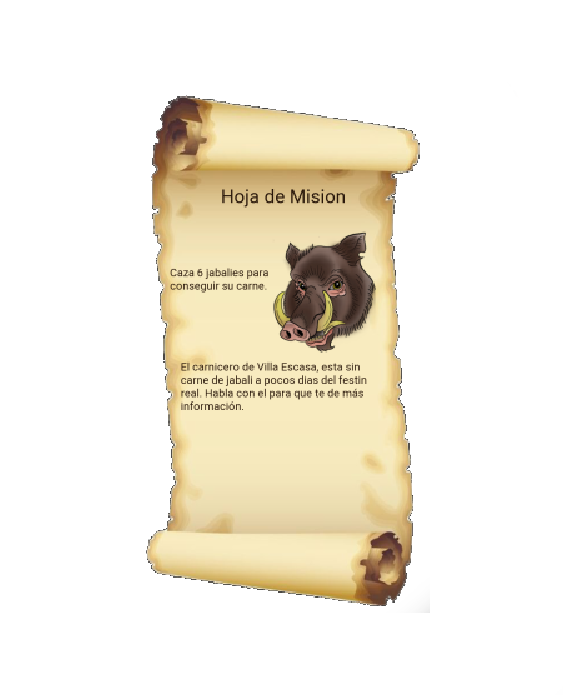 Hoja de Mision
Caza 6 jabalies para
conseguir su carne.
El carnicero de Villa Escasa, esta sin
carne de jabali a pocos dias del festin
real. Habla con el para que te de más
información.